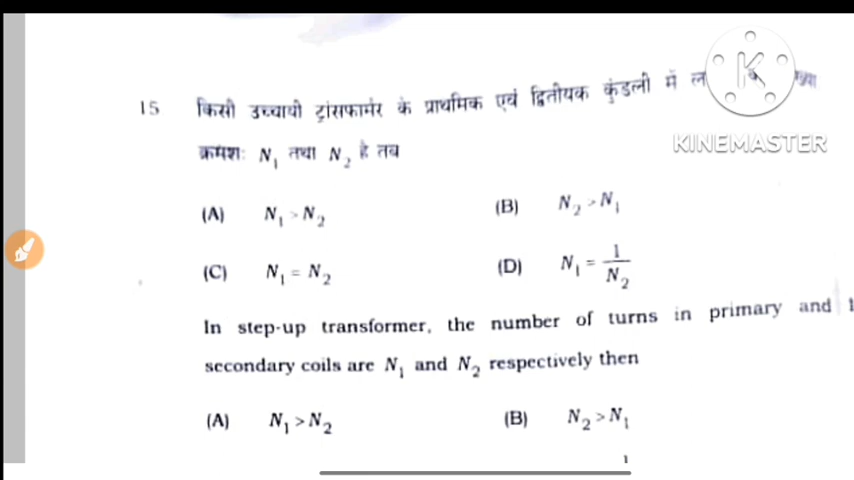 15 किसी उच्चायी ट्रांसफार्मर के प्राथमिक एवं द्वितीयक कुंडली में
KINEMASTER
क्रमशः N₁ तथा N₂ है तब
(A) N₁ > N₂ (B) N₂ > N₁
(C) N₁ = N₂ (D) N₁ = 1/N₂
In step-up transformer, the number of turns in primary and
secondary coils are N₁ and N₂ respectively then
(A) N₁ > N₂ (B) N₂ > N₁